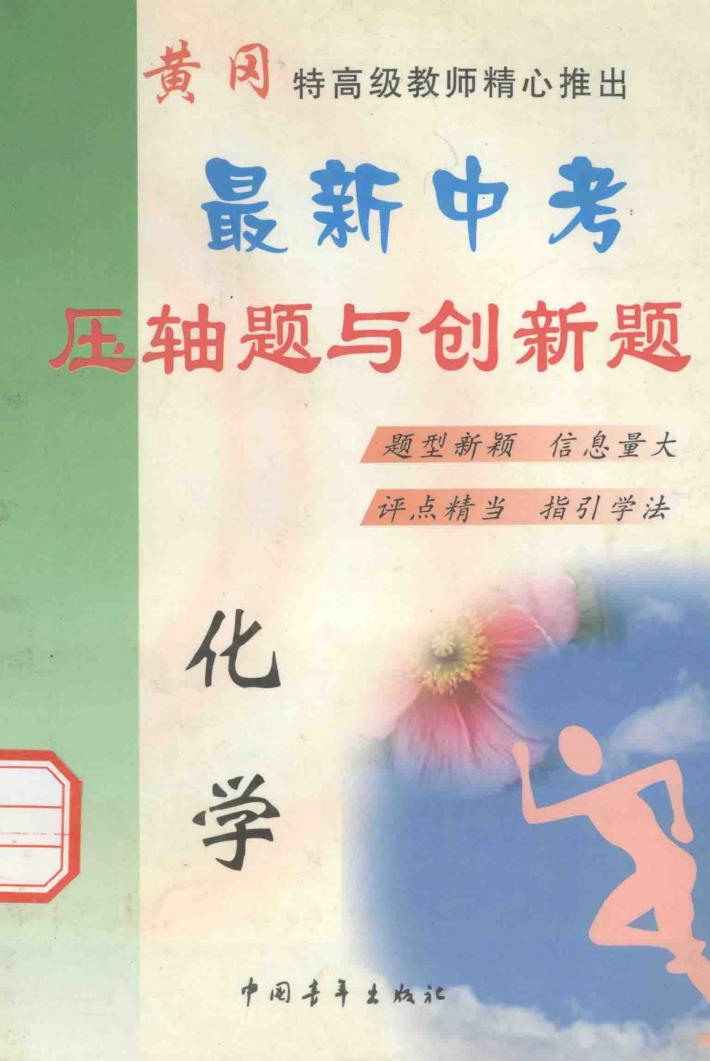 黄冈 特高级教师精心推出
最新中考
压轴题与创新题
题型新颖 信息量大
评点精当 指引学法
化学
中国青年出版社